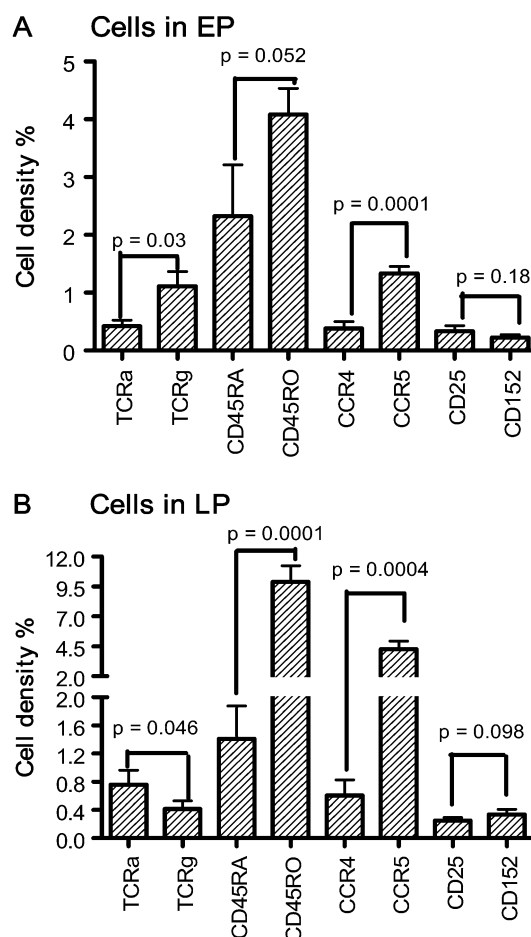 A Cells in EP
Cell density %
5
4
3
2
1
0
p = 0.03
p = 0.052
p = 0.0001
p = 0.18
TCRa
TCRg
CD45RA
CD45RO
CCR4
CCR5
CD25
CD152
B Cells in LP
Cell density %
12.0
9.5
7.0
4.5
2.0
2.0
1.6
1.2
0.8
0.4
0.0
p = 0.046
p = 0.0001
p = 0.0004
p = 0.098
TCRa
TCRg
CD45RA
CD45RO
CCR4
CCR5
CD25
CD152